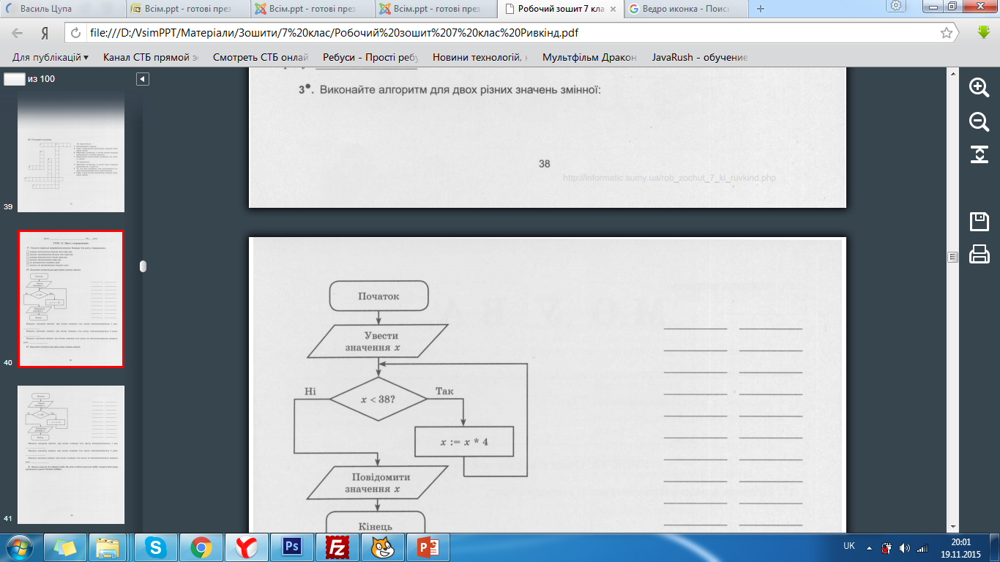 Василь Цупа
Всім.ppt - готові през
Всім.ppt - готові през
Всім.ppt - готові през
Робочий зошит 7 кла
Ведро иконка - Поис
file:///D:/VsimPPT/Матеріали/Зошити/7%20клас/Робочий%20зошит%207%20клас%20Ривкінд.pdf
Для публікацій
Канал СТБ прямой э
Смотреть СТБ онлай
Ребуси - Прості реб
Новини технологій,
Мультфільм Дракон
JavaRush - обучение
из 100
39
40
41
3. Виконайте алгоритм для двох різних значень змінної:
38
http://informatic.sumy.ua/rob_zochut_7_kl_ruvkind.php
Початок
Увести
значення x
Ні
x < 38?
Так
x := x * 4
Повідомити
значення x
Кінець
UK
20:01
19.11.2015